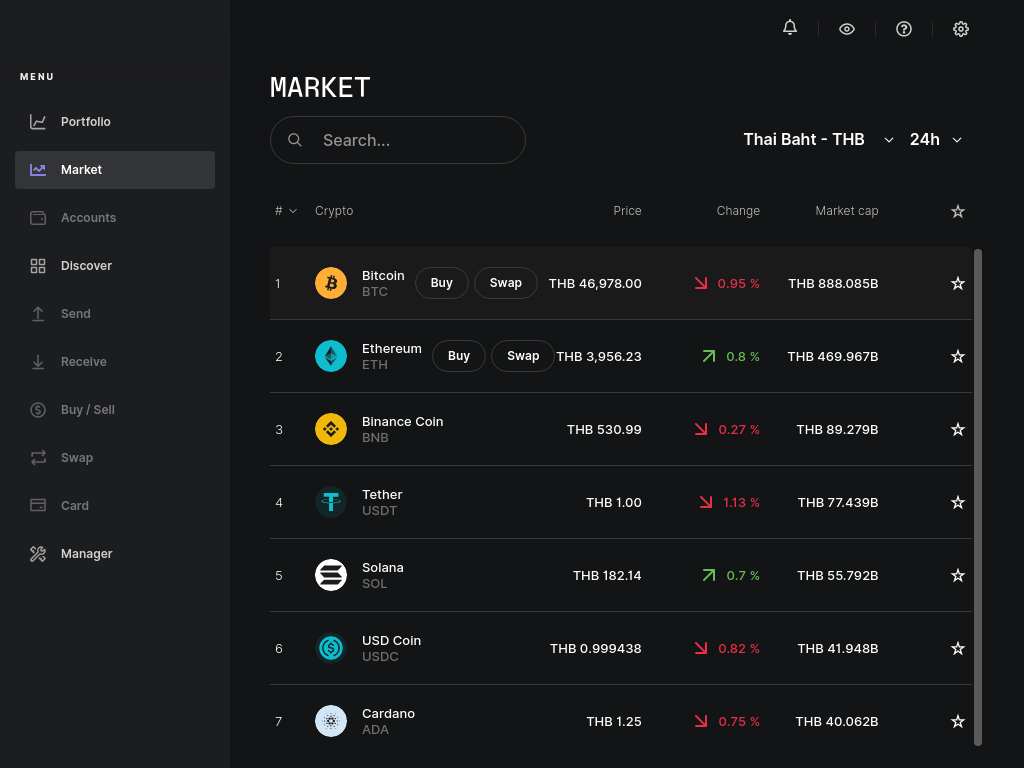 MENU
Portfolio
Market
Accounts
Discover
Send
Receive
Buy / Sell
Swap
Card
Manager
MARKET
Search...
Thai Baht - THB
24h
# Crypto Price Change Market cap
1 Bitcoin BTC Buy Swap THB 46,978.00 0.95 % THB 888.085B
2 Ethereum ETH Buy Swap THB 3,956.23 0.8 % THB 469.967B
3 Binance Coin BNB THB 530.99 0.27 % THB 89.279B
4 Tether USDT THB 1.00 1.13 % THB 77.439B
5 Solana SOL THB 182.14 0.7 % THB 55.792B
6 USD Coin USDC THB 0.999438 0.82 % THB 41.948B
7 Cardano ADA THB 1.25 0.75 % THB 40.062B